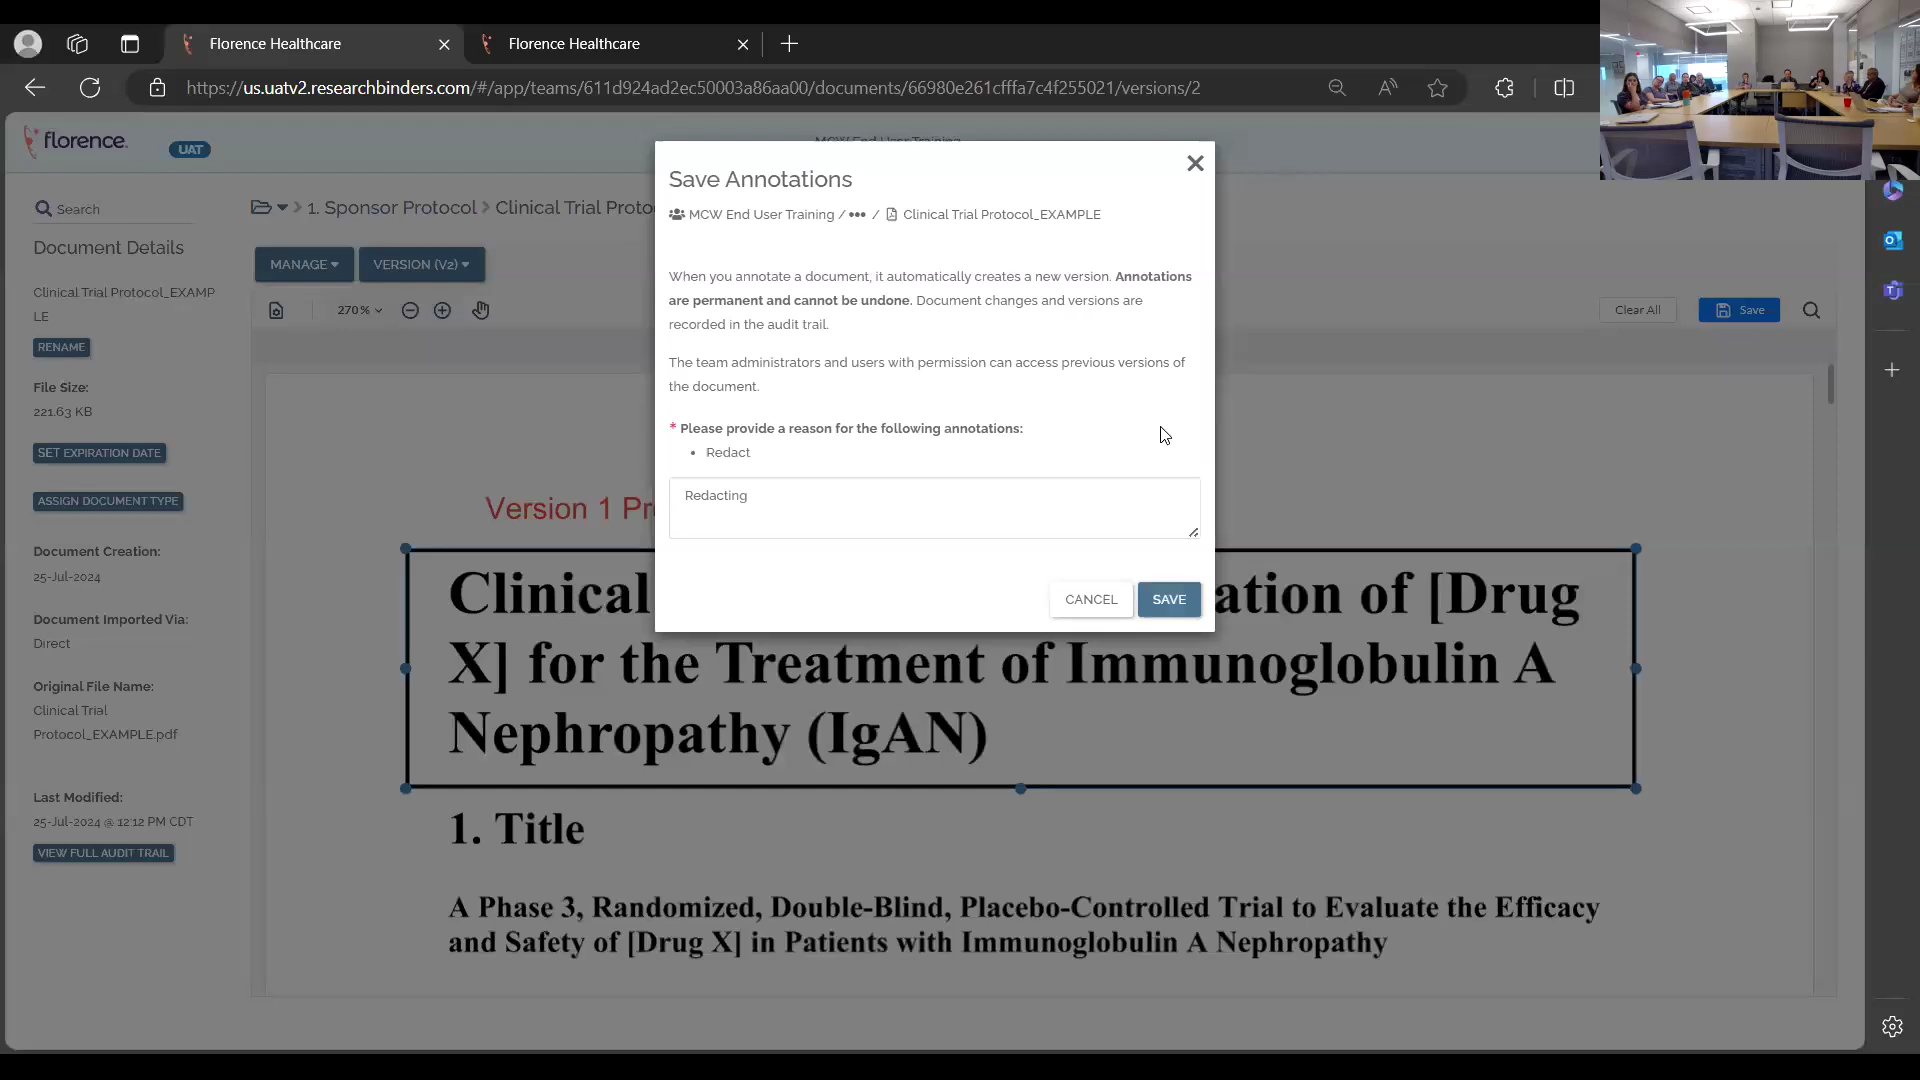 Florence Healthcare
Florence Healthcare
https://us.uatv2.researchbinders.com/#/app/teams/611d924ad2ec50003a86aa00/documents/66980e261cfffa7c4f255021/versions/2
florence
UAT
MCW End User Training
Search
1. Sponsor Protocol > Clinical Trial Proto
Document Details
Clinical Trial Protocol_EXAMP
LE
RENAME
File Size:
221.63 KB
SET EXPIRATION DATE
ASSIGN DOCUMENT TYPE
Document Creation:
25-Jul-2024
Document Imported Via:
Direct
Original File Name:
Clinical Trial
Protocol_EXAMPLE.pdf
Last Modified:
25-Jul-2024 @ 12:12 PM CDT
VIEW FULL AUDIT TRAIL
MANAGE
VERSION (V2)
270%
Clear All
Save
Save Annotations
MCW End User Training / ••• / Clinical Trial Protocol_EXAMPLE
When you annotate a document, it automatically creates a new version. Annotations
are permanent and cannot be undone. Document changes and versions are
recorded in the audit trail.
The team administrators and users with permission can access previous versions of
the document.
* Please provide a reason for the following annotations:
• Redact
Redacting
CANCEL
SAVE
Version 1 Pr
Clinical ation of [Drug
X] for the Treatment of Immunoglobulin A
Nephropathy (IgAN)
1. Title
A Phase 3, Randomized, Double-Blind, Placebo-Controlled Trial to Evaluate the Efficacy
and Safety of [Drug X] in Patients with Immunoglobulin A Nephropathy